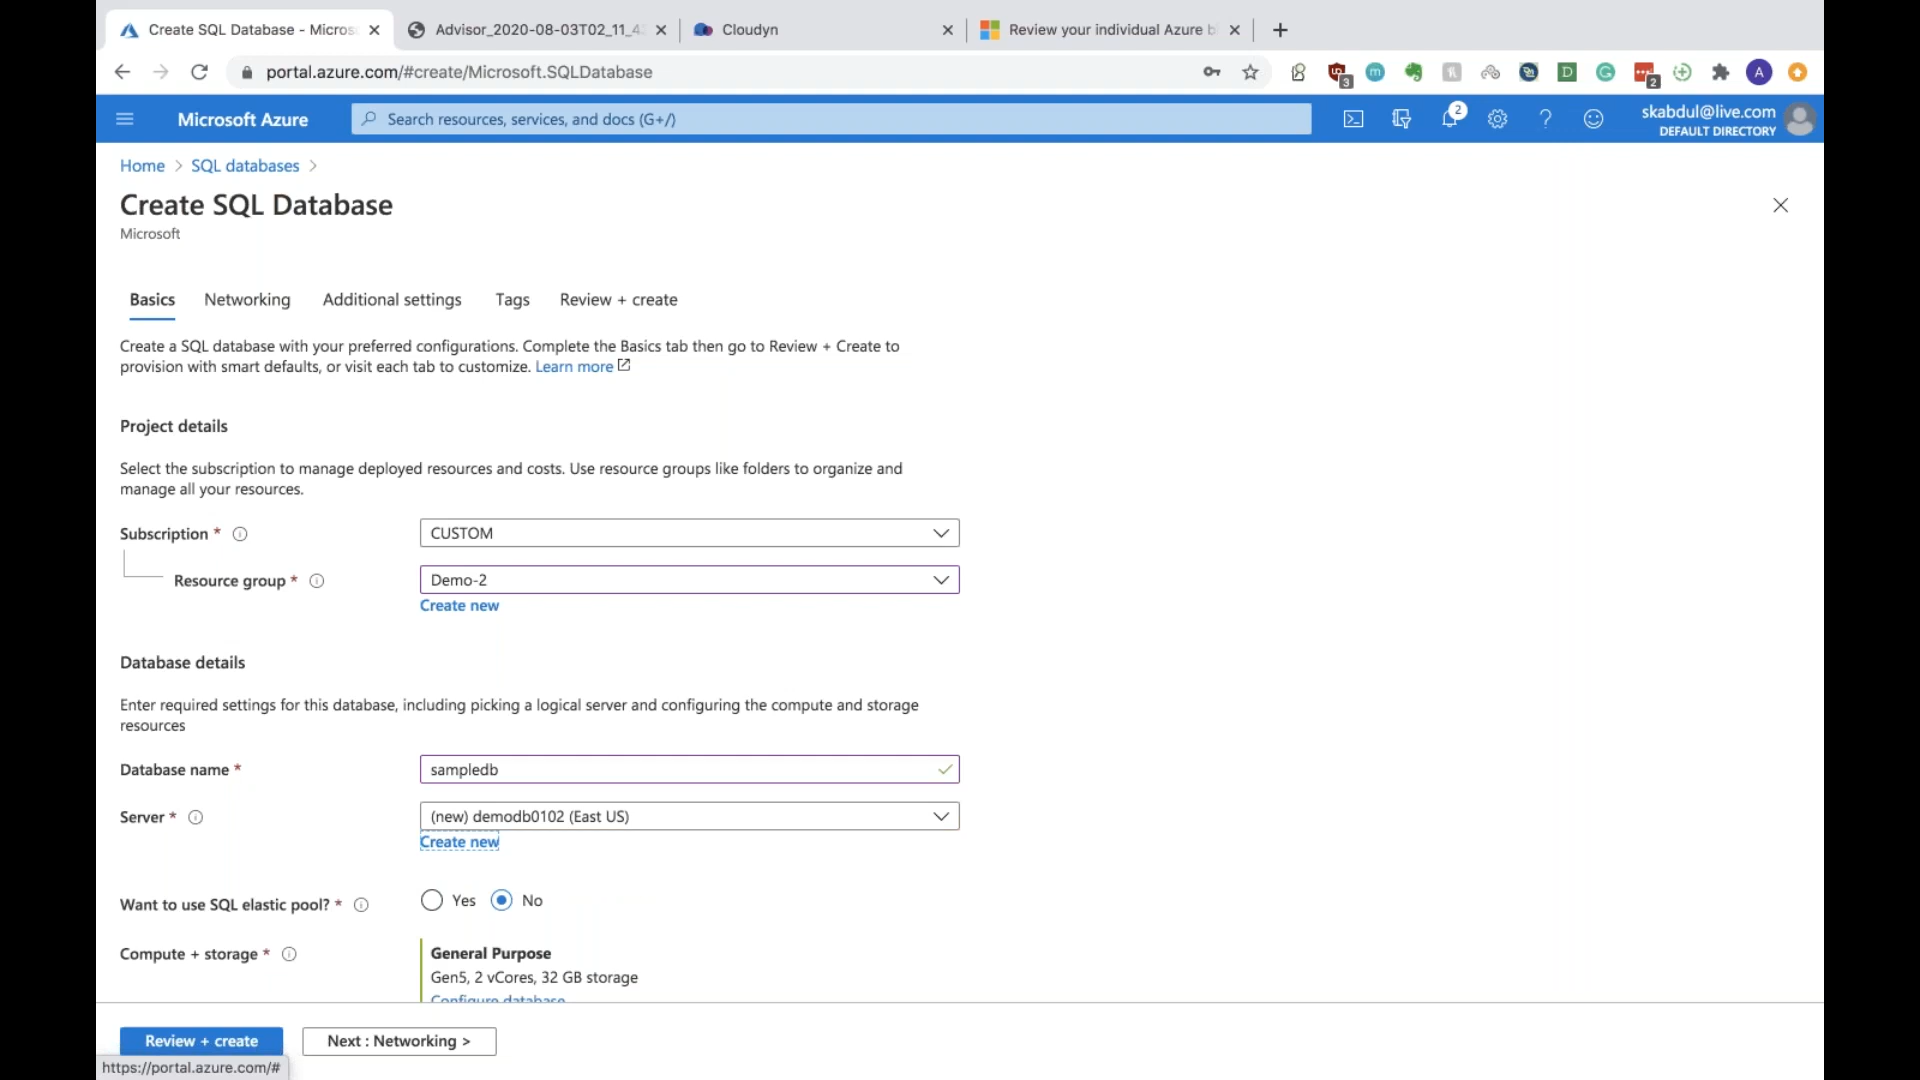 Create SQL Database - Micros
Advisor_2020-08-03T02_11_4
Cloudyn
Review your individual Azure b
portal.azure.com/#create/Microsoft.SQLDatabase
3
m
D
G
2
A
Microsoft Azure
Search resources, services, and docs (G+/)
2
skabdul@live.com
DEFAULT DIRECTORY
Home > SQL databases >
Create SQL Database
Microsoft
Basics Networking Additional settings Tags Review + create
Create a SQL database with your preferred configurations. Complete the Basics tab then go to Review + Create to
provision with smart defaults, or visit each tab to customize. Learn more
Project details
Select the subscription to manage deployed resources and costs. Use resource groups like folders to organize and
manage all your resources.
Subscription * CUSTOM
Resource group * Demo-2
Create new
Database details
Enter required settings for this database, including picking a logical server and configuring the compute and storage
resources
Database name * sampledb
Server * (new) demodb0102 (East US)
Create new
Want to use SQL elastic pool? * Yes No
Compute + storage * General Purpose
Gen5, 2 vCores, 32 GB storage
Configure database
Review + create Next : Networking >
https://portal.azure.com/#